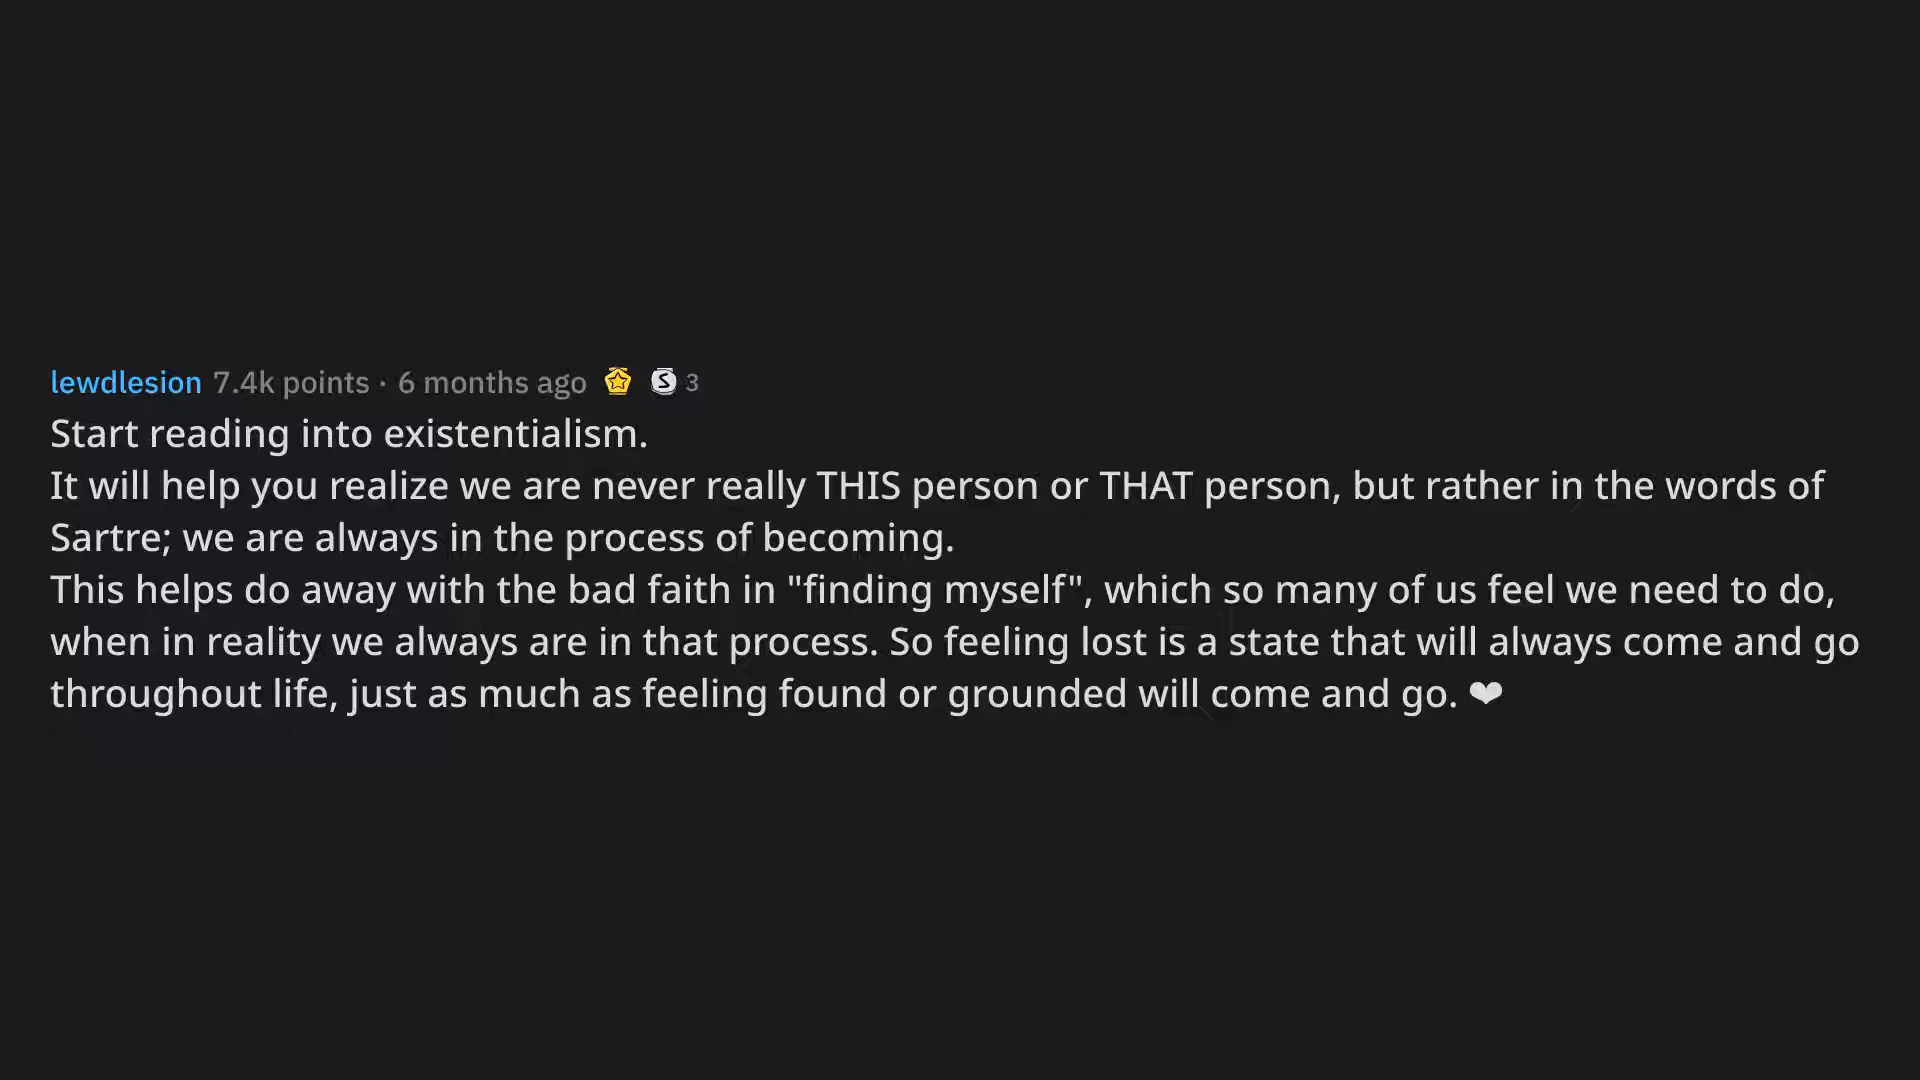 lewdlesion 7.4k points · 6 months ago S 3
Start reading into existentialism.
It will help you realize we are never really THIS person or THAT person, but rather in the words of
Sartre; we are always in the process of becoming.
This helps do away with the bad faith in "finding myself", which so many of us feel we need to do,
when in reality we always are in that process. So feeling lost is a state that will always come and go
throughout life, just as much as feeling found or grounded will come and go. ❤